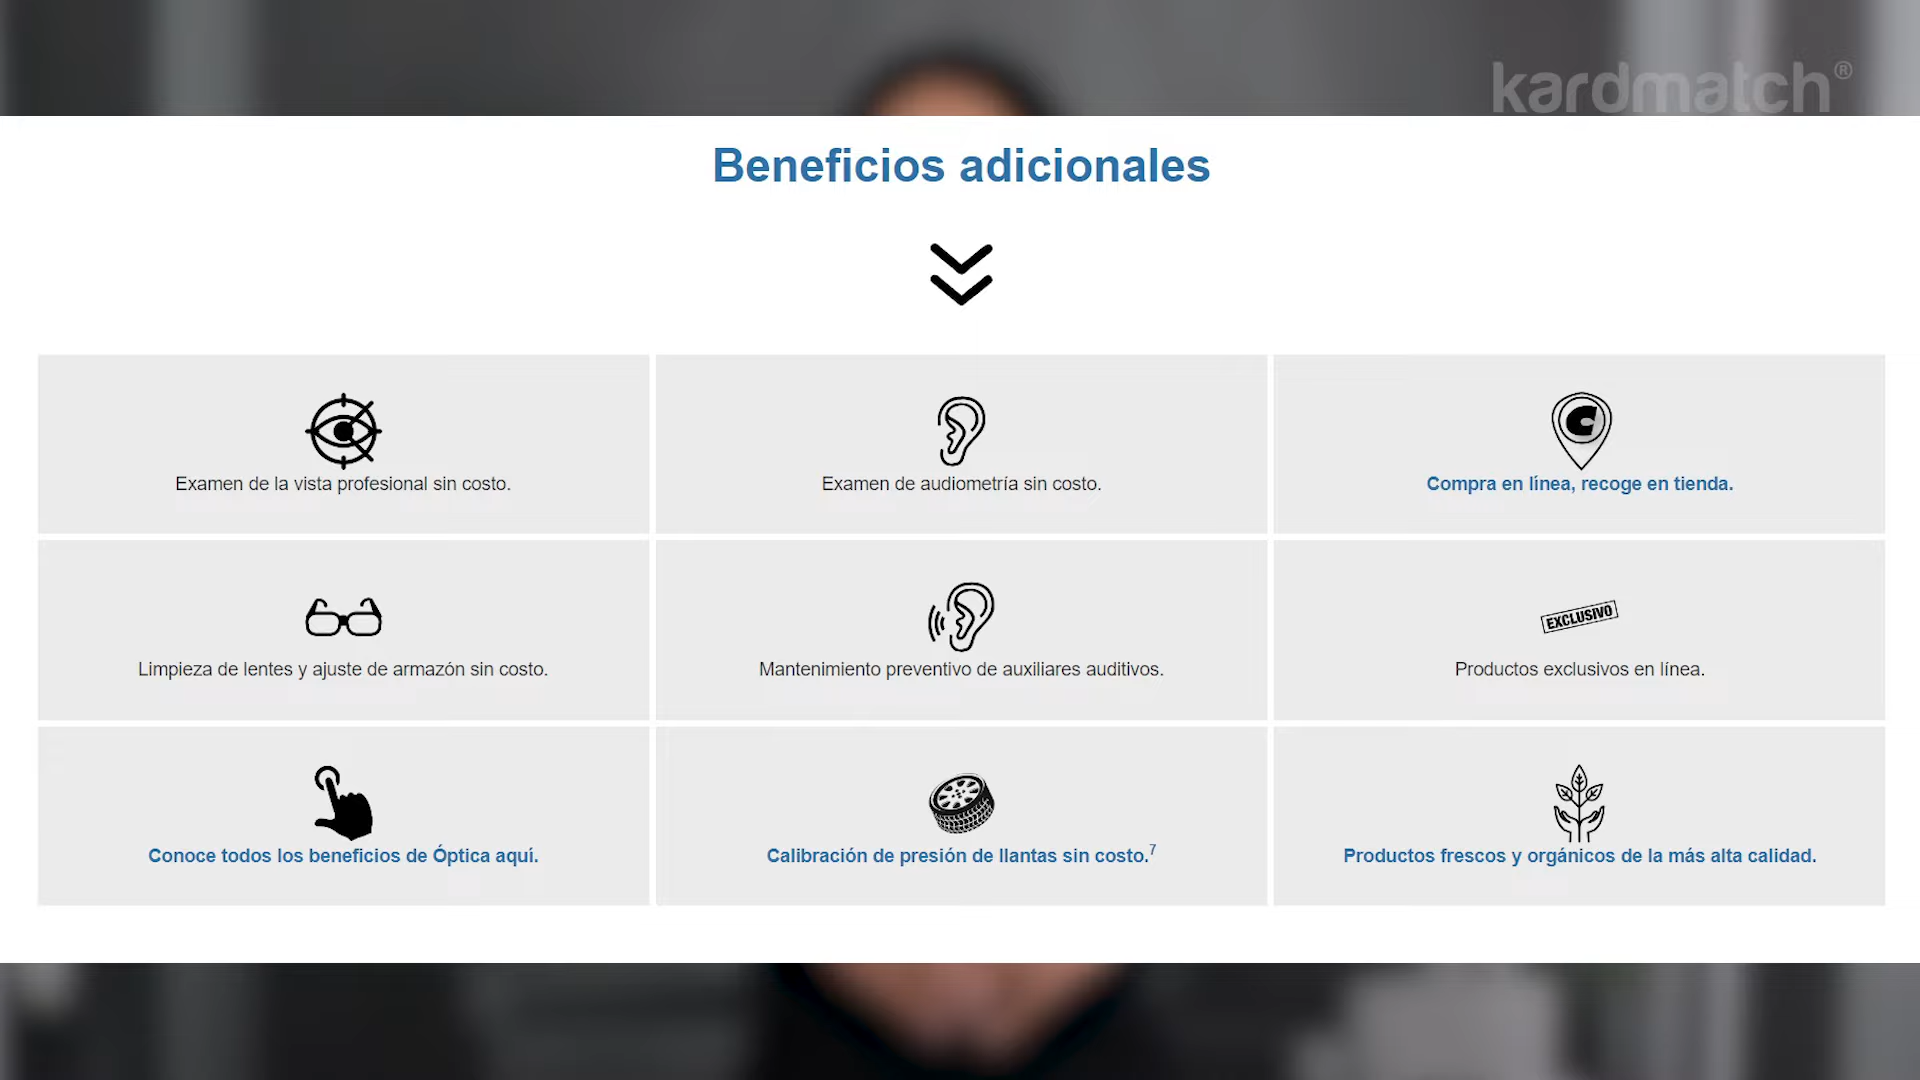 kardmatch®
Beneficios adicionales
Examen de la vista profesional sin costo.
Examen de audiometría sin costo.
C
Compra en línea, recoge en tienda.
Limpieza de lentes y ajuste de armazón sin costo.
Mantenimiento preventivo de auxiliares auditivos.
EXCLUSIVO
Productos exclusivos en línea.
Conoce todos los beneficios de Óptica aquí.
Calibración de presión de llantas sin costo.⁷
Productos frescos y orgánicos de la más alta calidad.